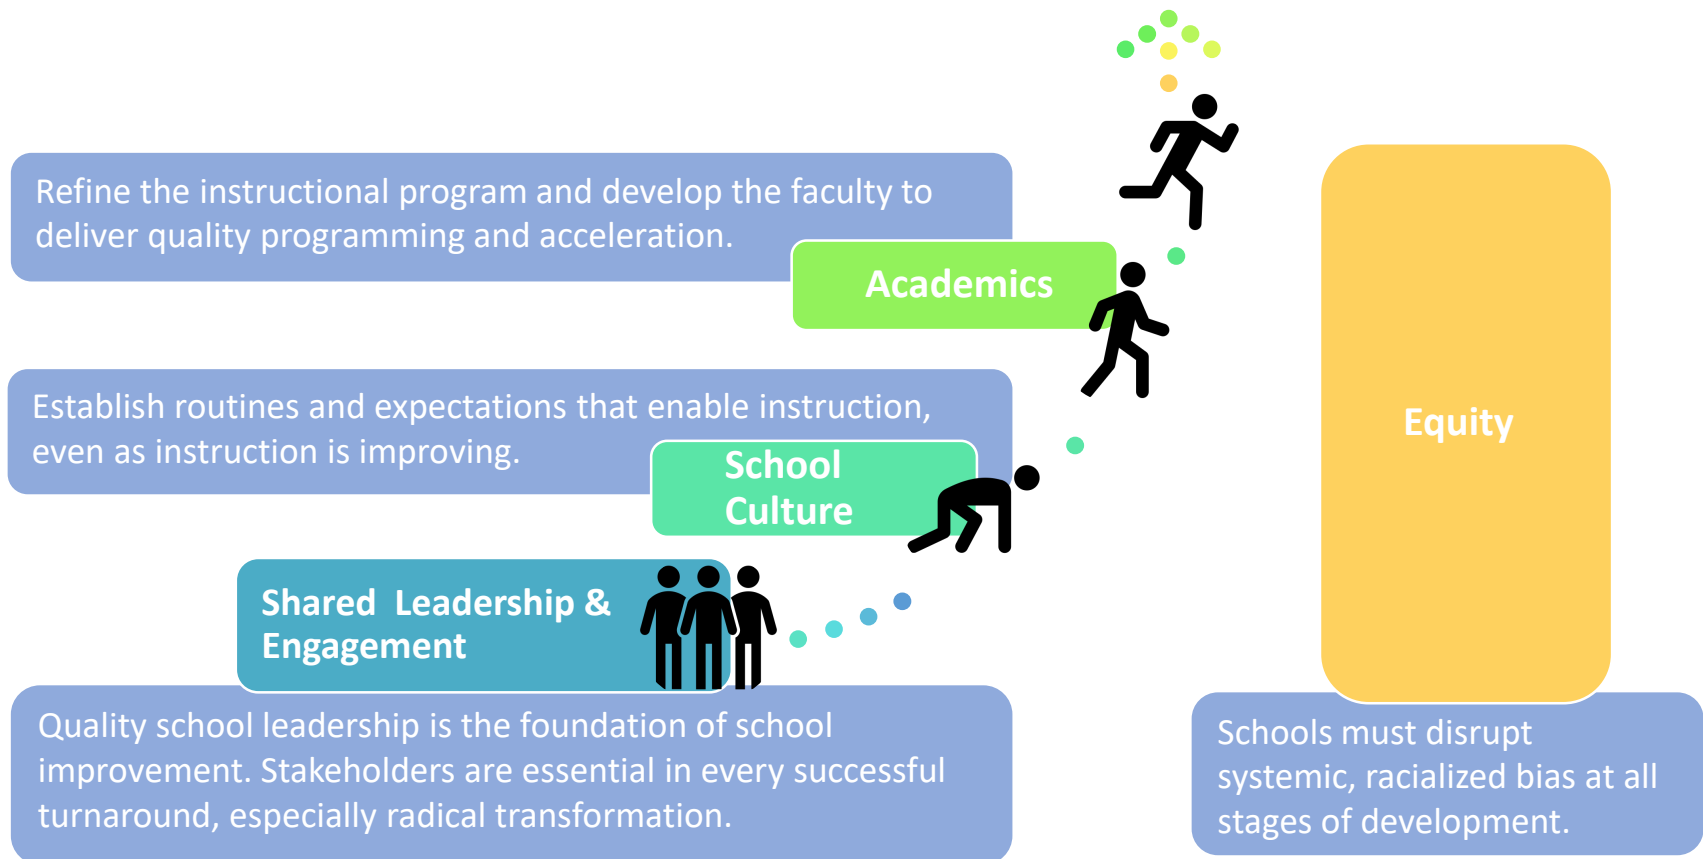 Refine the instructional program and develop the faculty to
deliver quality programming and acceleration.
Academics
Establish routines and expectations that enable instruction,
even as instruction is improving.
School
Culture
Shared Leadership &
Engagement
Quality school leadership is the foundation of school
improvement. Stakeholders are essential in every successful
turnaround, especially radical transformation.
Equity
Schools must disrupt
systemic, racialized bias at all
stages of development.